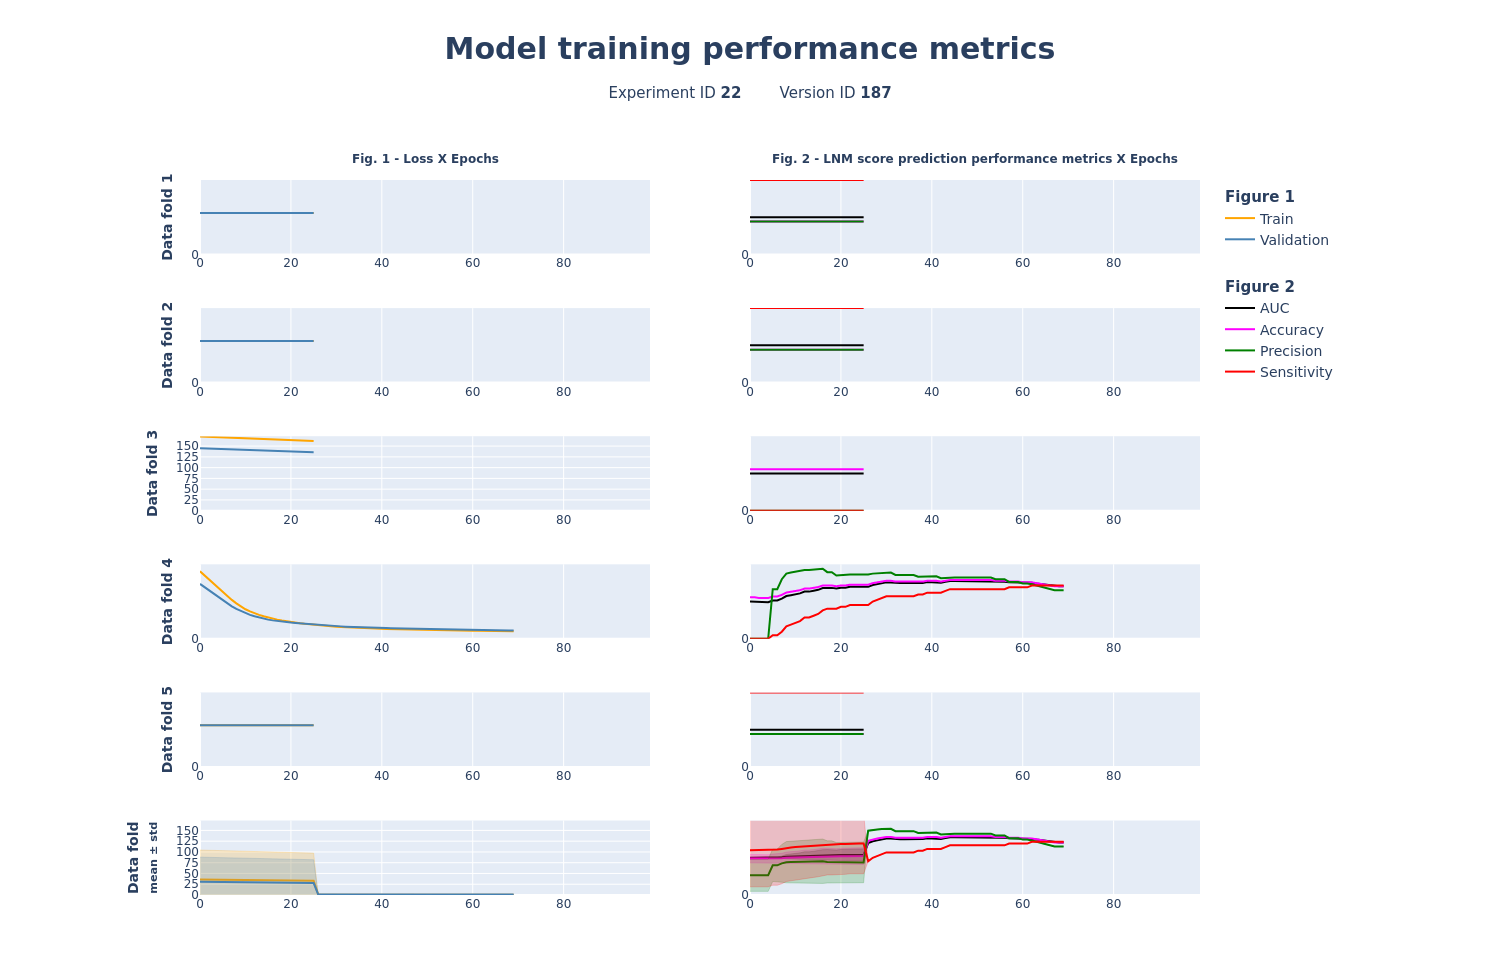 Model training performance metrics
Experiment ID 22 Version ID 187
Fig. 1 - Loss X Epochs
Fig. 2 - LNM score prediction performance metrics X Epochs
Data fold 1
0
0 20 40 60 80
0
0 20 40 60 80
Figure 1
Train
Validation
Figure 2
AUC
Accuracy
Precision
Sensitivity
Data fold 2
0
0 20 40 60 80
0
0 20 40 60 80
Data fold 3
150
125
100
75
50
25
0
0 20 40 60 80
0
0 20 40 60 80
Data fold 4
0
0 20 40 60 80
0
0 20 40 60 80
Data fold 5
0
0 20 40 60 80
0
0 20 40 60 80
Data fold
mean ± std
150
125
100
75
50
25
0
0 20 40 60 80
0
0 20 40 60 80